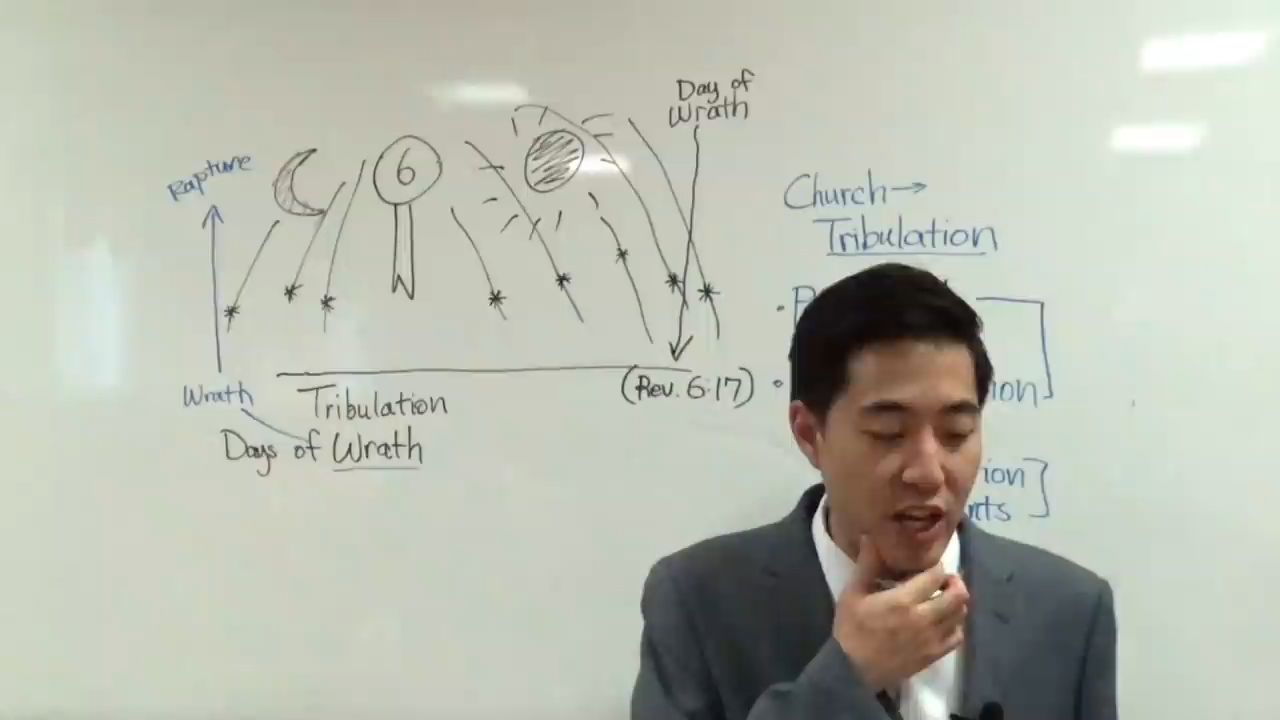 Day of
Wrath
Rapture
6
Church→
Tribulation
(Rev. 6:17)
Wrath
Tribulation
Days of Wrath